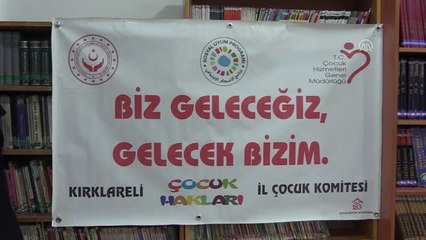 SOSYAL UYUM PROGRAMI
T.C.
Çocuk
Hizmetleri
Genel
Müdürlüğü
BİZ GELECEĞİZ,
GELECEK BİZİM.
KIRKLARELİ
ÇOCUK
HAKLARI
İL ÇOCUK KOMİTESİ